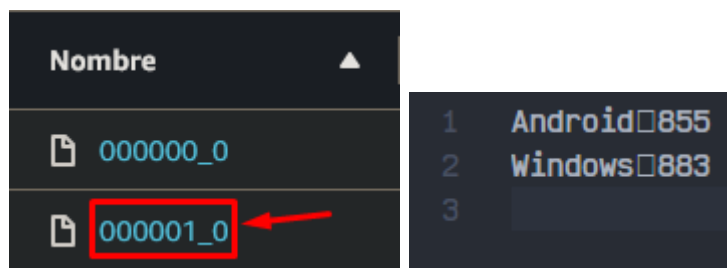 Nombre
000000_0
000001_0
1 Android□855
2 Windows□883
3